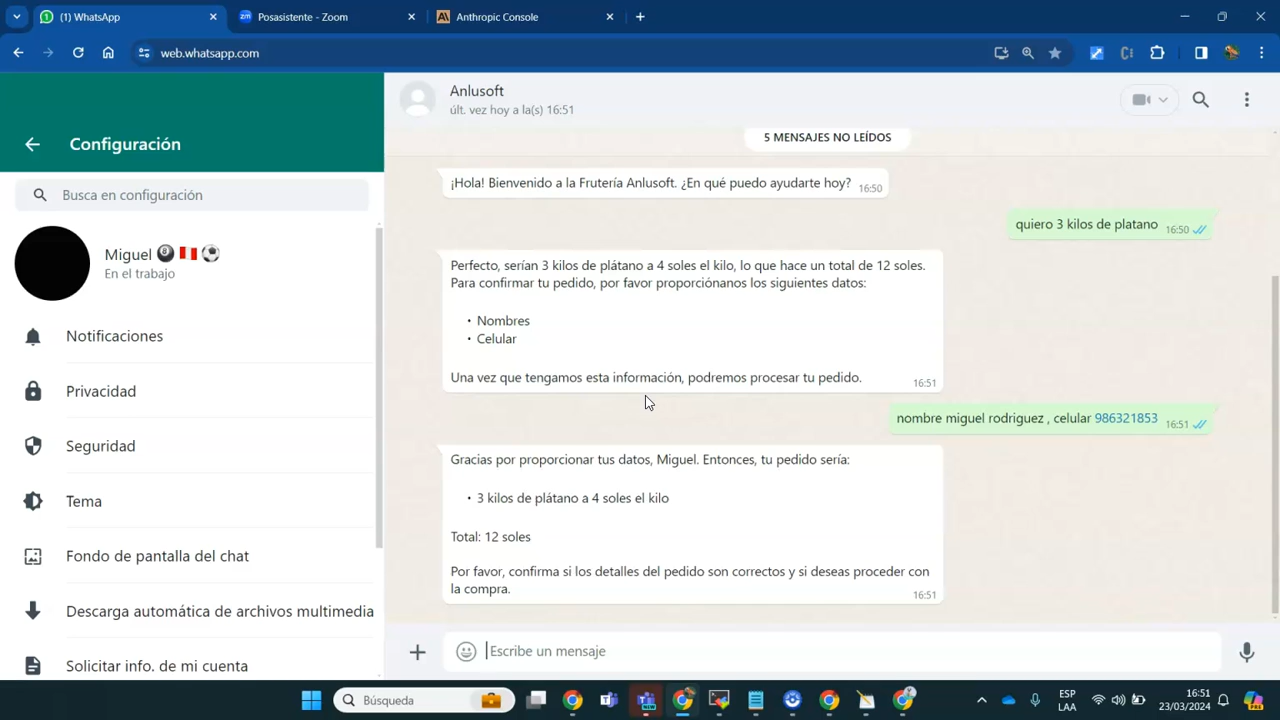 (1) WhatsApp
Posasistente - Zoom
Anthropic Console
web.whatsapp.com
Configuración
Busca en configuración
Miguel
En el trabajo
Notificaciones
Privacidad
Seguridad
Tema
Fondo de pantalla del chat
Descarga automática de archivos multimedia
Solicitar info. de mi cuenta
Anlusoft
últ. vez hoy a la(s) 16:51
5 MENSAJES NO LEÍDOS
¡Hola! Bienvenido a la Frutería Anlusoft. ¿En qué puedo ayudarte hoy? 16:50
quiero 3 kilos de platano 16:50
Perfecto, serían 3 kilos de plátano a 4 soles el kilo, lo que hace un total de 12 soles.
Para confirmar tu pedido, por favor proporciónanos los siguientes datos:
• Nombres
• Celular
Una vez que tengamos esta información, podremos procesar tu pedido. 16:51
nombre miguel rodriguez , celular 986321853 16:51
Gracias por proporcionar tus datos, Miguel. Entonces, tu pedido sería:
• 3 kilos de plátano a 4 soles el kilo
Total: 12 soles
Por favor, confirma si los detalles del pedido son correctos y si deseas proceder con
la compra. 16:51
Escribe un mensaje
Búsqueda
ESP
LAA
16:51
23/03/2024